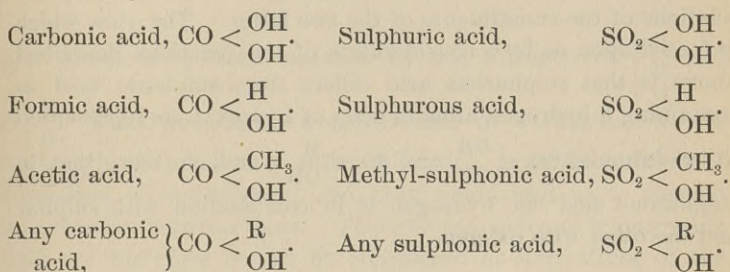 Carbonic acid, CO < OH OH. Sulphuric acid, SO₂ < OH OH.
Formic acid, CO < H OH. Sulphurous acid, SO₂ < H OH.
Acetic acid, CO < CH₃ OH. Methyl-sulphonic acid, SO₂ < CH₃ OH.
Any carbonic acid, } CO < R OH. Any sulphonic acid, SO₂ < R OH.